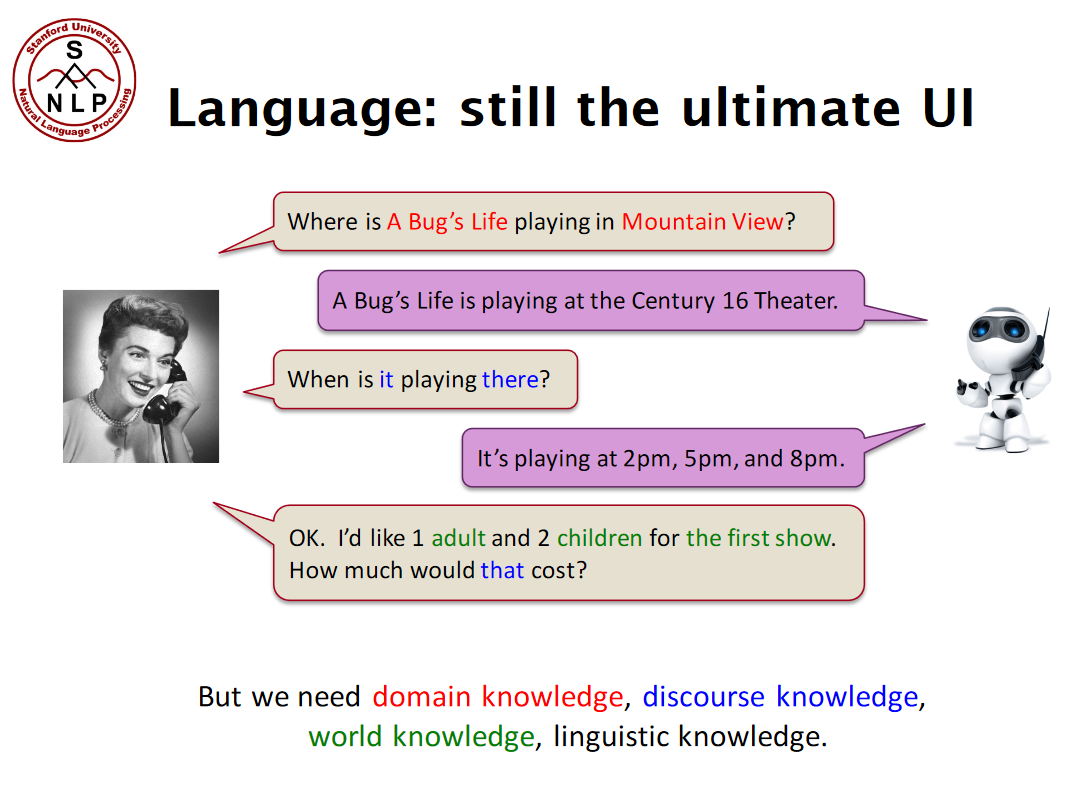 Stanford University
S
NLP
Natural Language Processing
Language: still the ultimate UI
Where is A Bug’s Life playing in Mountain View?
A Bug’s Life is playing at the Century 16 Theater.
When is it playing there?
It’s playing at 2pm, 5pm, and 8pm.
OK. I’d like 1 adult and 2 children for the first show.
How much would that cost?
But we need domain knowledge, discourse knowledge,
world knowledge, linguistic knowledge.